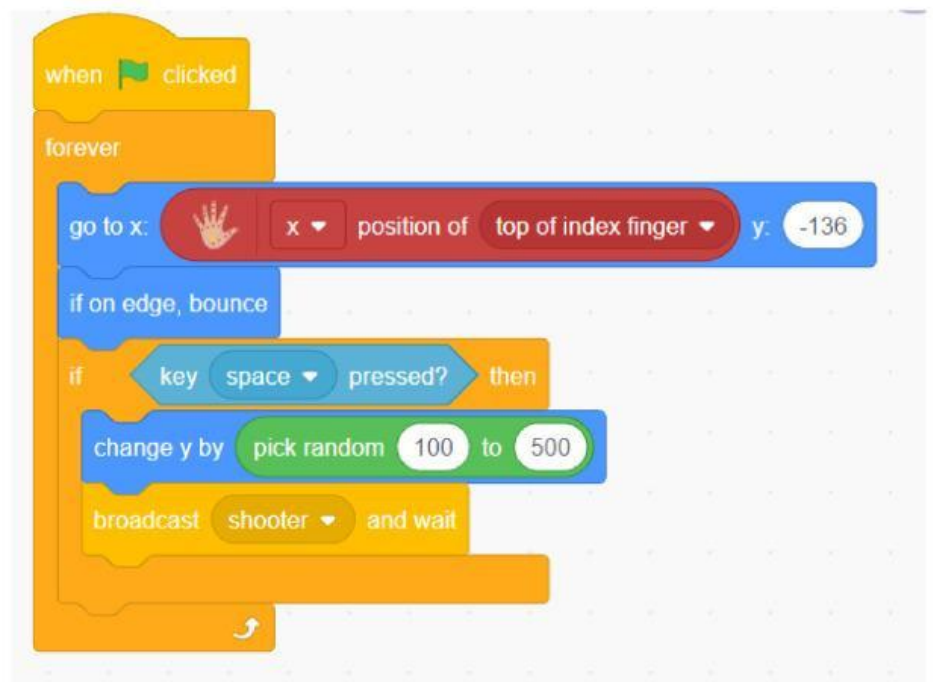 when clicked
forever
go to x: x position of top of index finger y: -136
if on edge, bounce
if key space pressed? then
change y by pick random 100 to 500
broadcast shooter and wait